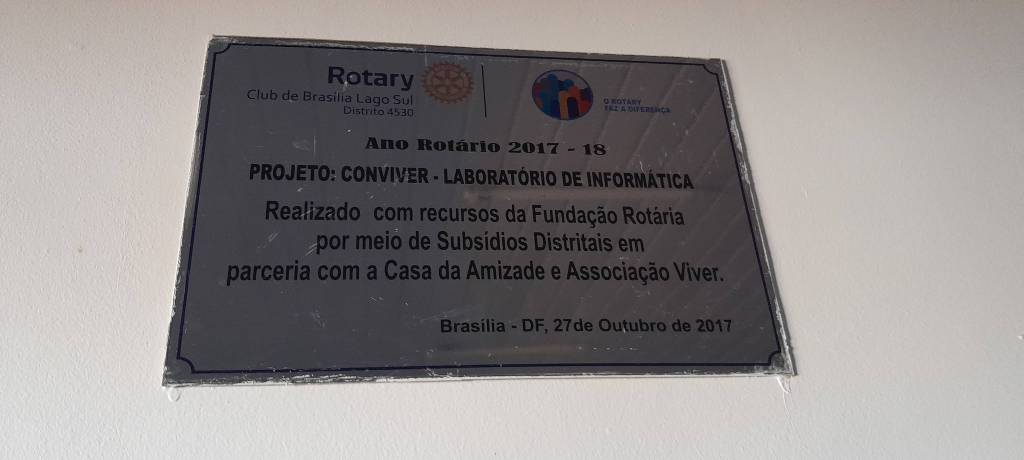 Rotary
Club de Brasília Lago Sul
Distrito 4530
O ROTARY
FAZ A DIFERENÇA
Ano Rotário 2017 - 18
PROJETO: CONVIVER - LABORATÓRIO DE INFORMÁTICA
Realizado com recursos da Fundação Rotária
por meio de Subsídios Distritais em
parceria com a Casa da Amizade e Associação Viver.
Brasília - DF, 27de Outubro de 2017